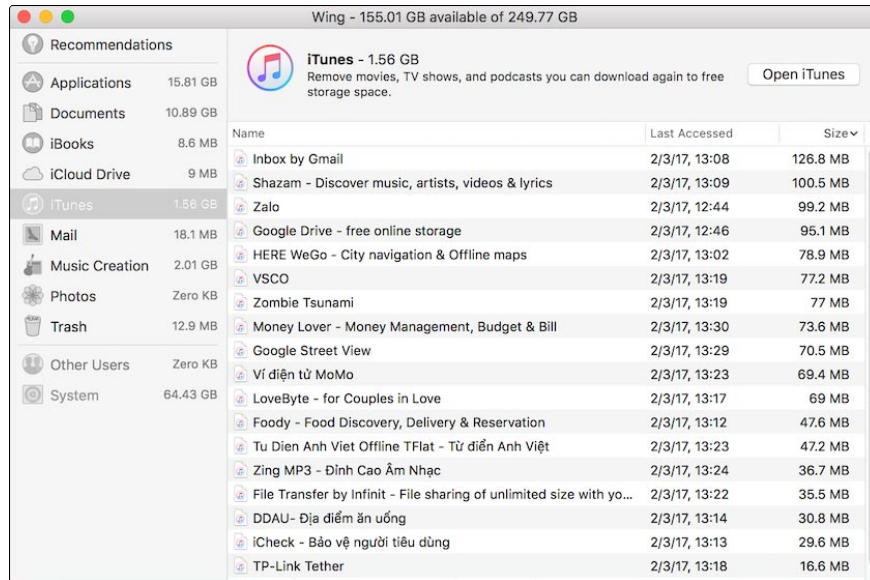 Wing - 155.01 GB available of 249.77 GB
Recommendations
Applications 15.81 GB
Documents 10.89 GB
iBooks 8.6 MB
iCloud Drive 9 MB
iTunes 1.56 GB
Mail 18.1 MB
Music Creation 2.01 GB
Photos Zero KB
Trash 12.9 MB
Other Users Zero KB
System 64.43 GB
iTunes - 1.56 GB
Remove movies, TV shows, and podcasts you can download again to free
storage space.
Open iTunes
Name Last Accessed Size
Inbox by Gmail 2/3/17, 13:08 126.8 MB
Shazam - Discover music, artists, videos & lyrics 2/3/17, 13:09 100.5 MB
Zalo 2/3/17, 12:44 99.2 MB
Google Drive - free online storage 2/3/17, 12:46 95.1 MB
HERE WeGo - City navigation & Offline maps 2/3/17, 13:02 78.9 MB
VSCO 2/3/17, 13:19 77.2 MB
Zombie Tsunami 2/3/17, 13:19 77 MB
Money Lover - Money Management, Budget & Bill 2/3/17, 13:30 73.6 MB
Google Street View 2/3/17, 13:29 70.5 MB
Ví điện tử MoMo 2/3/17, 13:23 69.4 MB
LoveByte - for Couples in Love 2/3/17, 13:17 69 MB
Foody - Food Discovery, Delivery & Reservation 2/3/17, 13:12 47.6 MB
Tu Dien Anh Viet Offline TFlat - Từ điển Anh Việt 2/3/17, 13:23 47.2 MB
Zing MP3 - Đỉnh Cao Âm Nhạc 2/3/17, 13:24 36.7 MB
File Transfer by Infinit - File sharing of unlimited size with yo... 2/3/17, 13:22 35.5 MB
DDAU- Địa điểm ăn uống 2/3/17, 13:14 30.8 MB
iCheck - Bảo vệ người tiêu dùng 2/3/17, 13:13 29.6 MB
TP-Link Tether 2/3/17, 13:18 16.6 MB